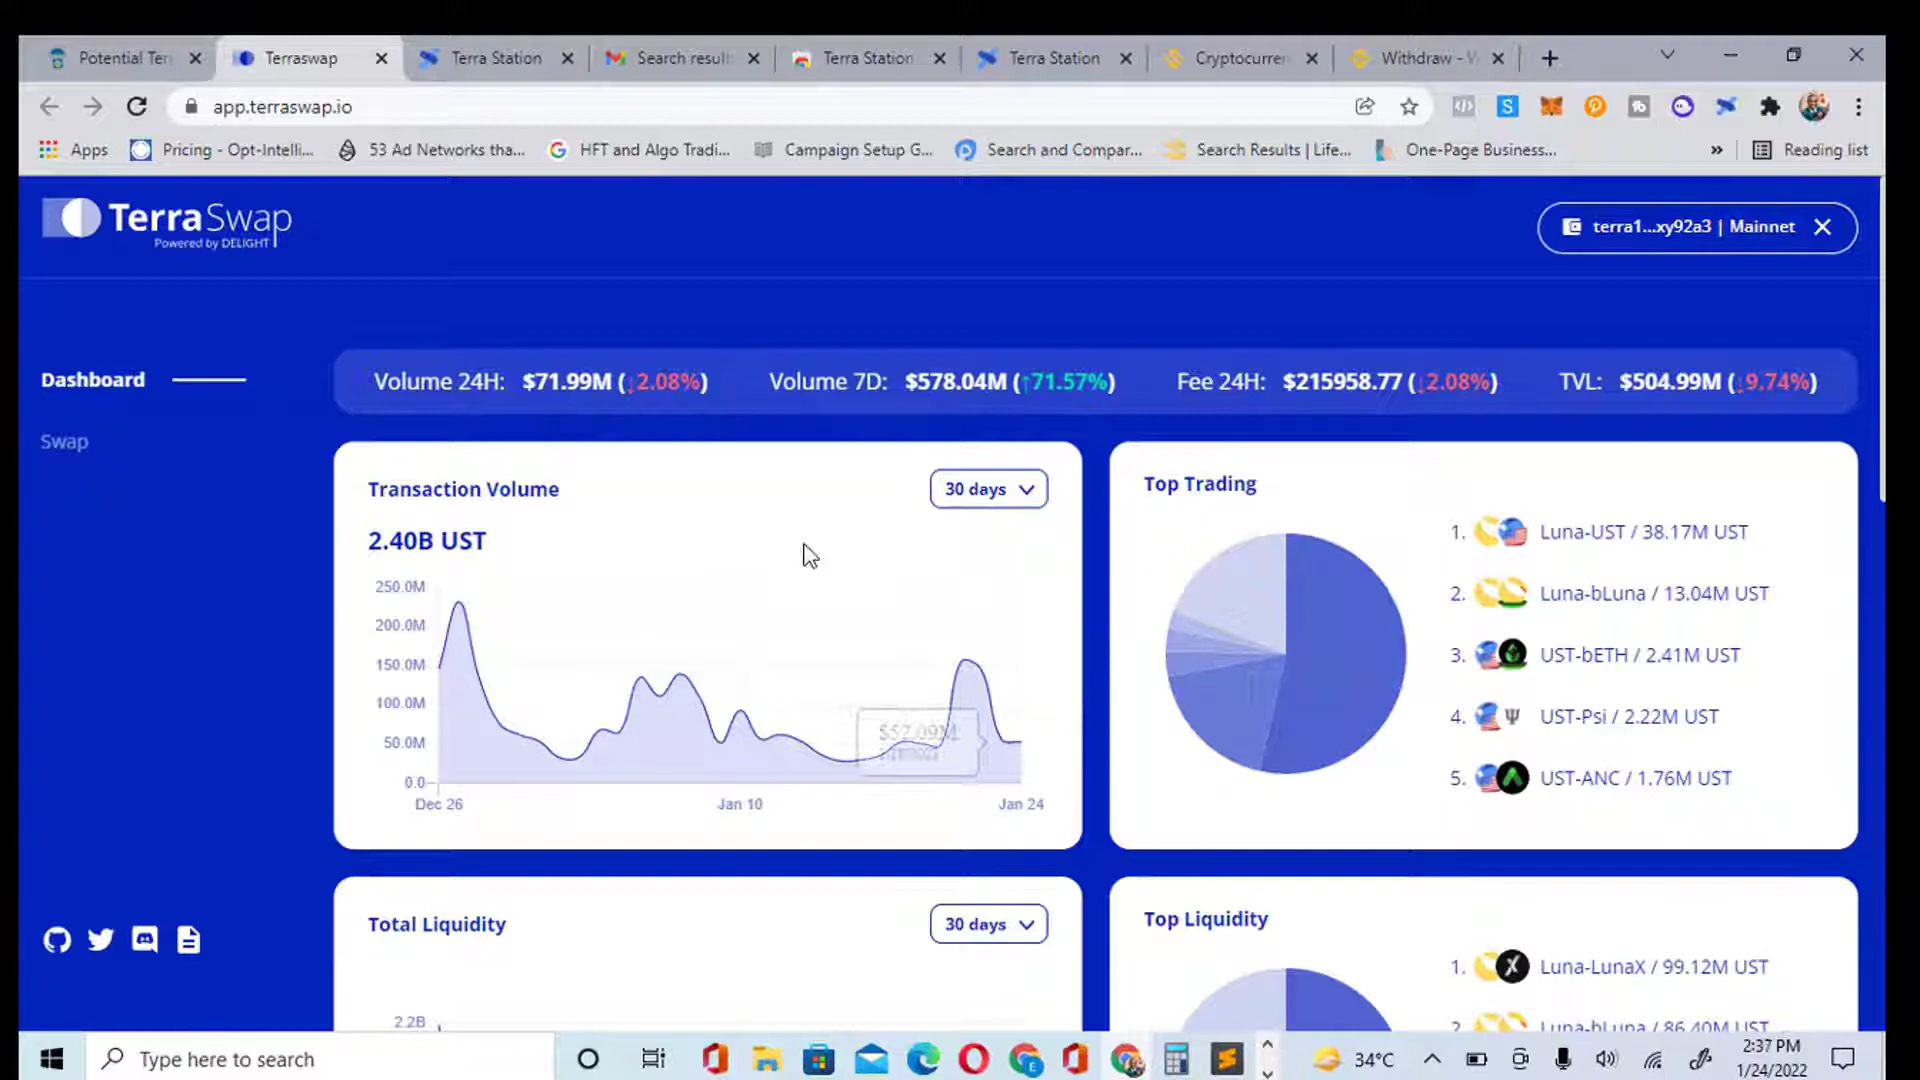 Potential Ter
Terraswap
Terra Station
Search result
Terra Station
Terra Station
Cryptocurren
Withdraw - W
app.terraswap.io
Apps
Pricing - Opt-Intelli...
53 Ad Networks tha...
HFT and Algo Tradi...
Campaign Setup G...
Search and Compar...
Search Results | Life...
One-Page Business...
»
Reading list
TerraSwap
Powered by DELIGHT
terra1...xy92a3 | Mainnet
Dashboard
Swap
Volume 24H: $71.99M (↓2.08%)
Volume 7D: $578.04M (↑71.57%)
Fee 24H: $215958.77 (↓2.08%)
TVL: $504.99M (↓9.74%)
Transaction Volume
30 days
2.40B UST
250.0M
200.0M
150.0M
100.0M
50.0M
0.0
Dec 26
Jan 10
Jan 24
Top Trading
1. Luna-UST / 38.17M UST
2. Luna-bLuna / 13.04M UST
3. UST-bETH / 2.41M UST
4. UST-Psi / 2.22M UST
5. UST-ANC / 1.76M UST
Total Liquidity
30 days
2.2B
Top Liquidity
1. Luna-LunaX / 99.12M UST
2. Luna-bLuna / 86.40M UST
Type here to search
34°C
2:37 PM
1/24/2022